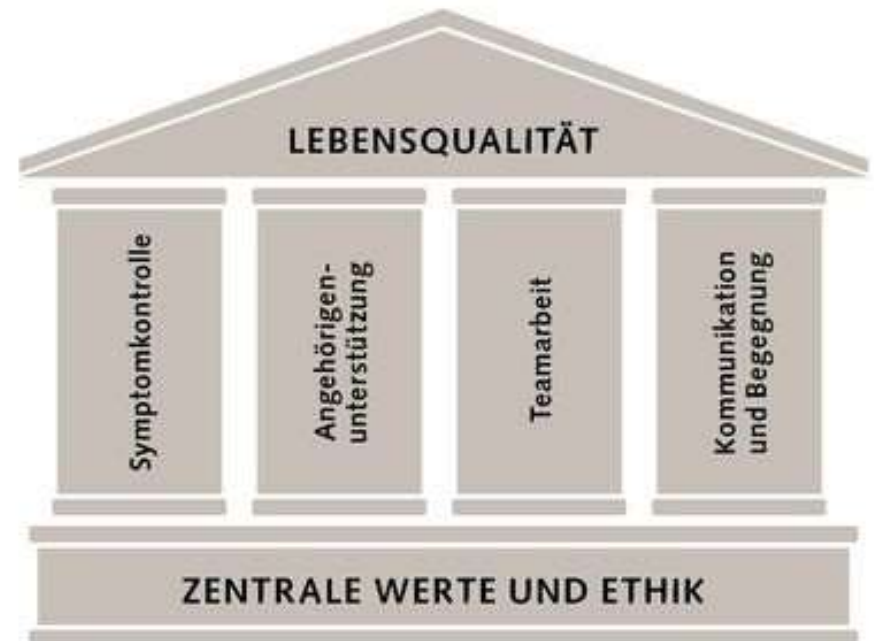 LEBENSQUALITÄT
Symptomkontrolle
Angehörigen-
unterstützung
Teamarbeit
Kommunikation
und Begegnung
ZENTRALE WERTE UND ETHIK